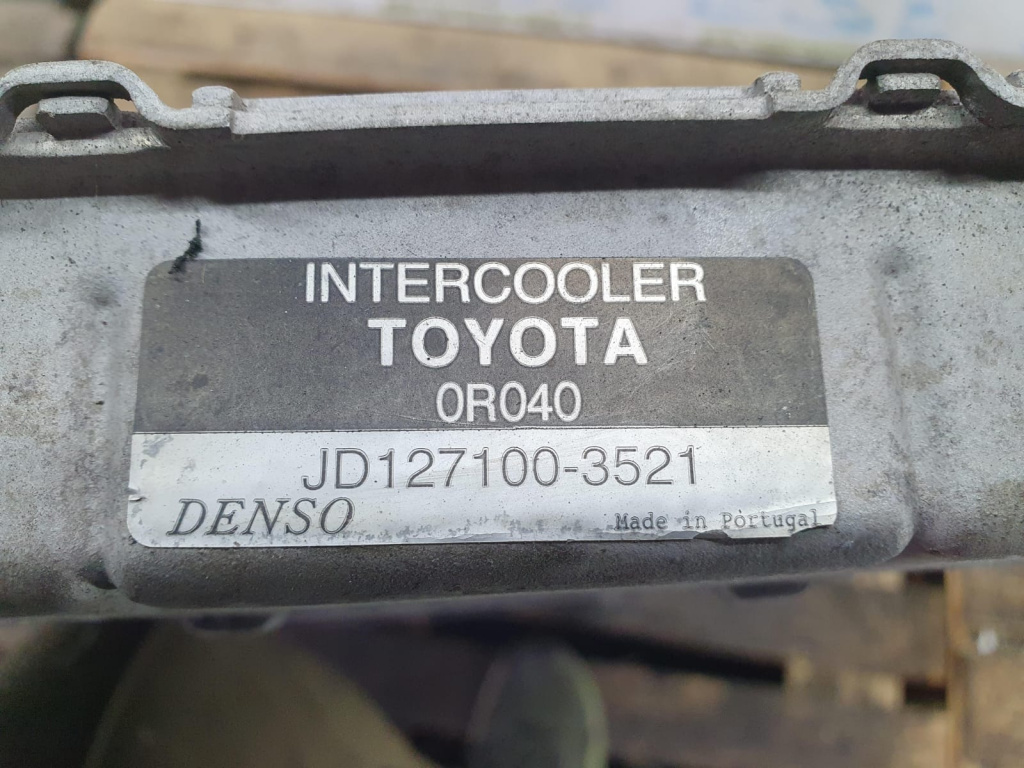 INTERCOOLER
TOYOTA
0R040
JD127100-3521
DENSO
Made in Portugal